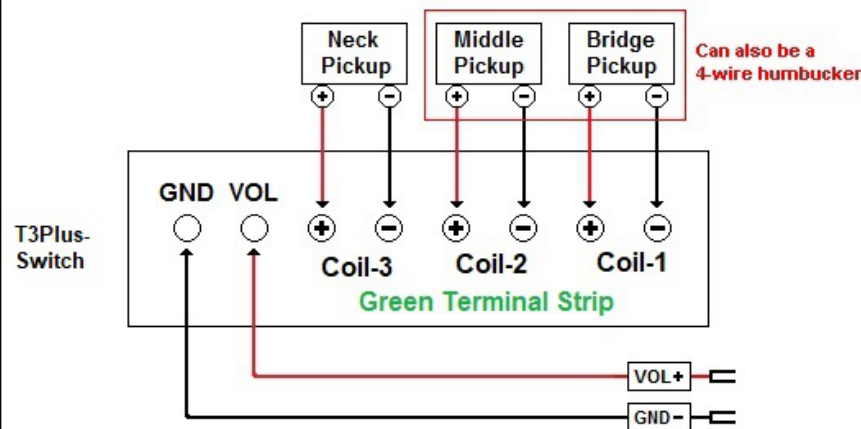 Neck
Pickup
Middle
Pickup
Bridge
Pickup
Can also be a
4-wire humbucker
+ − + − + −
GND VOL
T3Plus-
Switch
+ − + − + −
Coil-3 Coil-2 Coil-1
Green Terminal Strip
VOL+
GND−